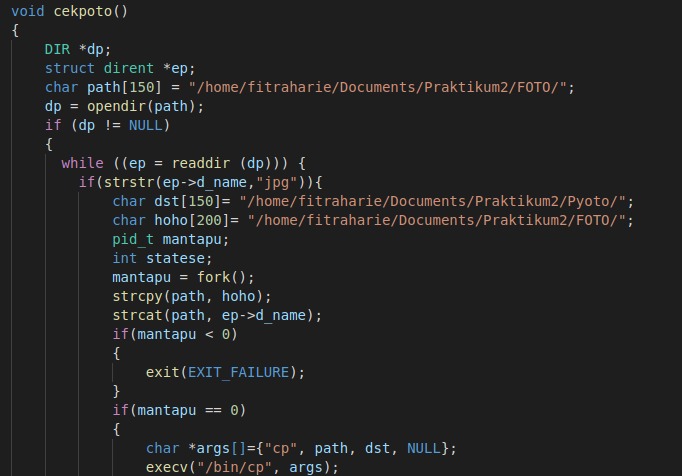 void cekpoto()
{
    DIR *dp;
    struct dirent *ep;
    char path[150] = "/home/fitraharie/Documents/Praktikum2/FOTO/";
    dp = opendir(path);
    if (dp != NULL)
    {
      while ((ep = readdir (dp))) {
        if(strstr(ep->d_name,"jpg")){
            char dst[150]= "/home/fitraharie/Documents/Praktikum2/Pyoto/";
            char hoho[200]= "/home/fitraharie/Documents/Praktikum2/FOTO/";
            pid_t mantapu;
            int statese;
            mantapu = fork();
            strcpy(path, hoho);
            strcat(path, ep->d_name);
            if(mantapu < 0)
            {
                exit(EXIT_FAILURE);
            }
            if(mantapu == 0)
            {
                char *args[]={"cp", path, dst, NULL};
                execv("/bin/cp", args);